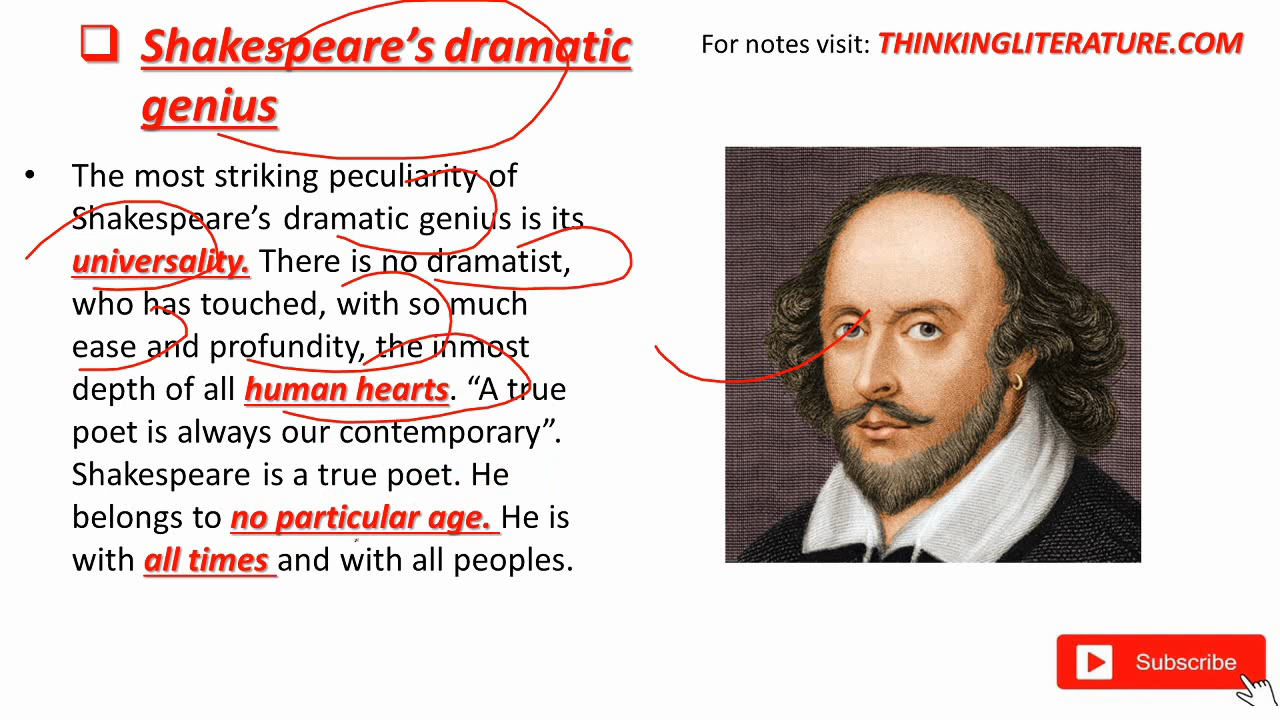 Shakespeare's dramatic
genius
For notes visit: THINKINGLITERATURE.COM
• The most striking peculiarity of
Shakespeare's dramatic genius is its
universality. There is no dramatist,
who has touched, with so much
ease and profundity, the inmost
depth of all human hearts. “A true
poet is always our contemporary”.
Shakespeare is a true poet. He
belongs to no particular age. He is
with all times and with all peoples.
Subscribe